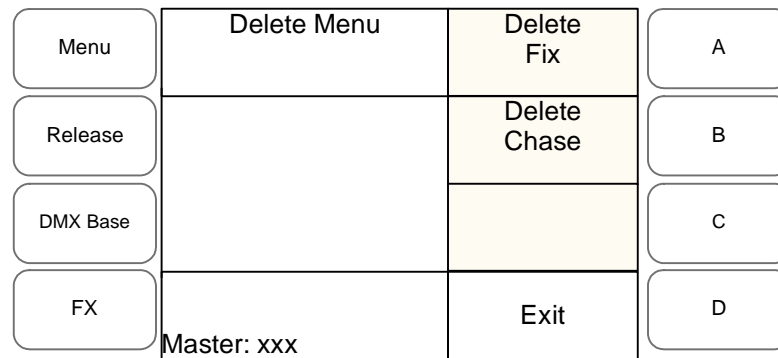 Menu
Delete Menu
Delete
Fix
A
Release
Delete
Chase
B
DMX Base
C
FX
Master: xxx
Exit
D